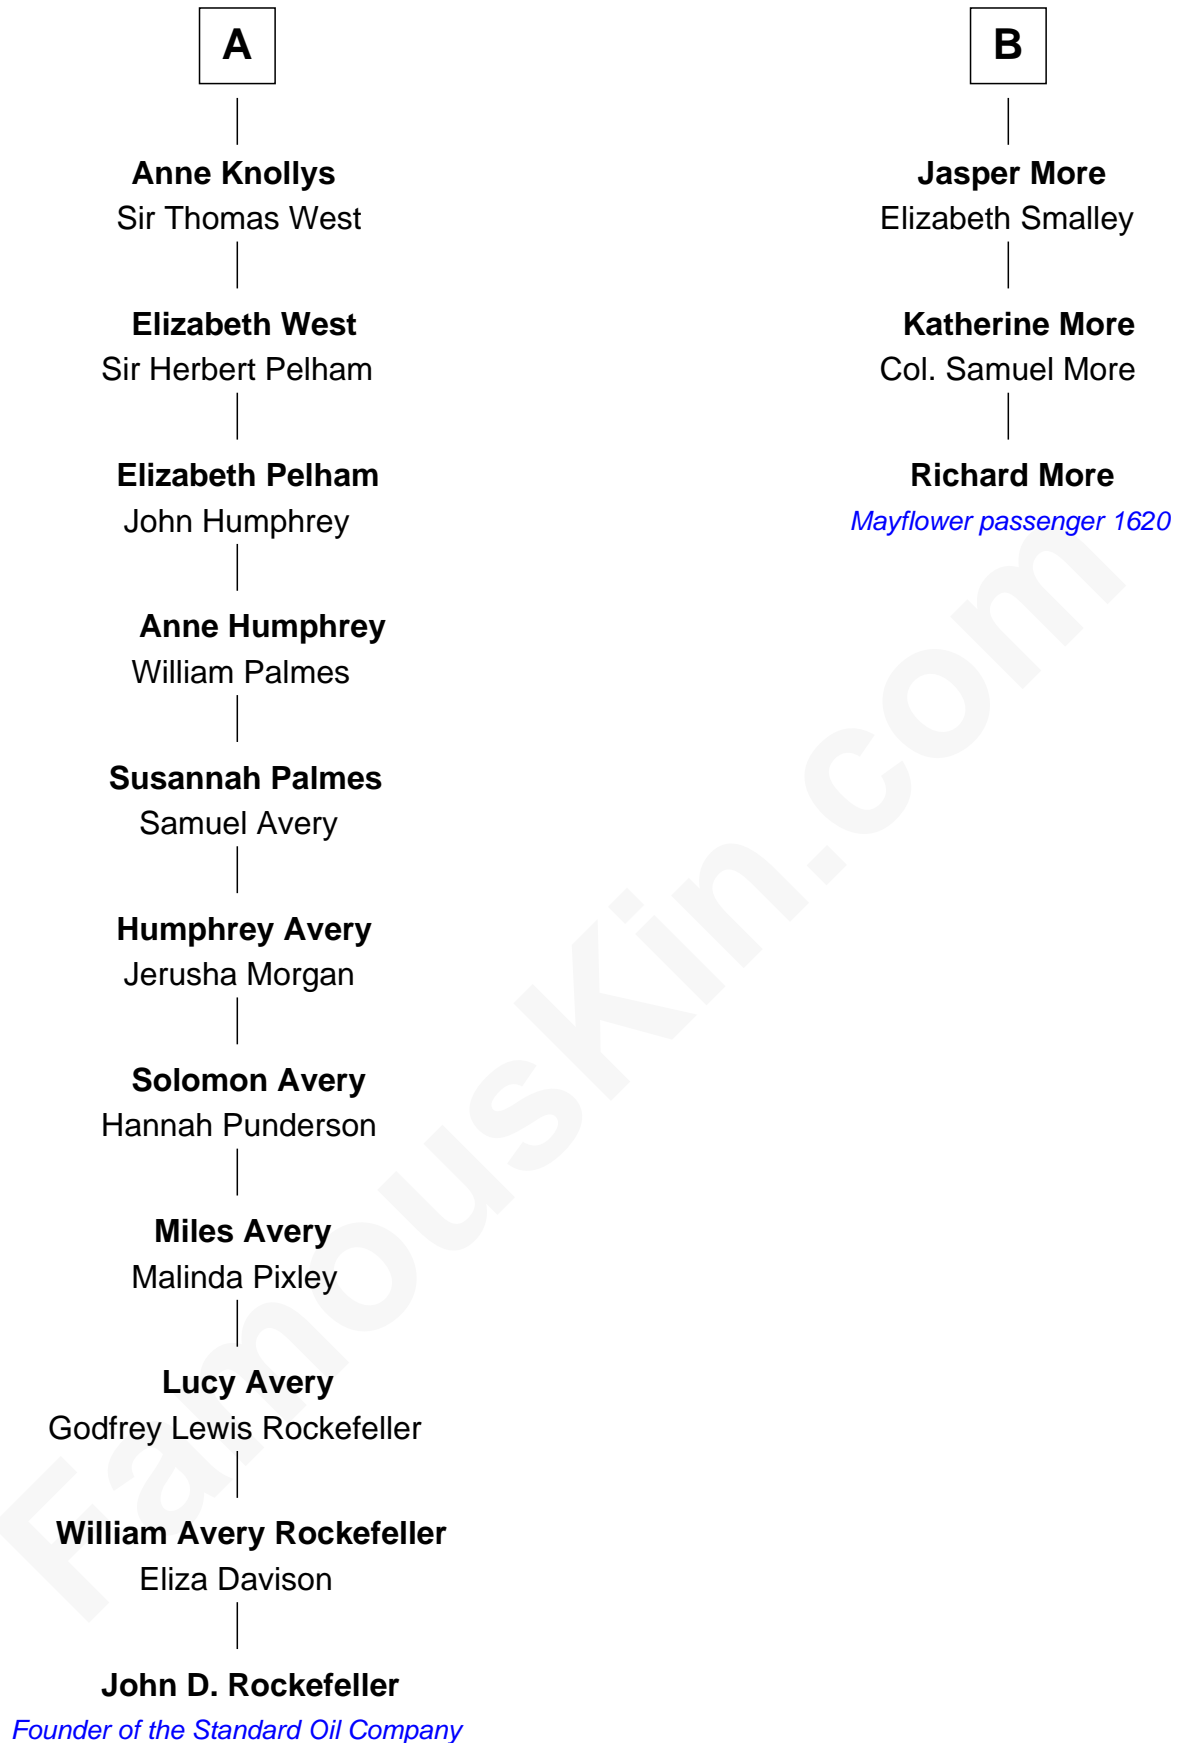 A
Anne Knollys
Sir Thomas West
Elizabeth West
Sir Herbert Pelham
Elizabeth Pelham
John Humphrey
Anne Humphrey
William Palmes
Susannah Palmes
Samuel Avery
Humphrey Avery
Jerusha Morgan
Solomon Avery
Hannah Punderson
Miles Avery
Malinda Pixley
Lucy Avery
Godfrey Lewis Rockefeller
William Avery Rockefeller
Eliza Davison
John D. Rockefeller
Founder of the Standard Oil Company
B
Jasper More
Elizabeth Smalley
Katherine More
Col. Samuel More
Richard More
Mayflower passenger 1620
FamousKin.com